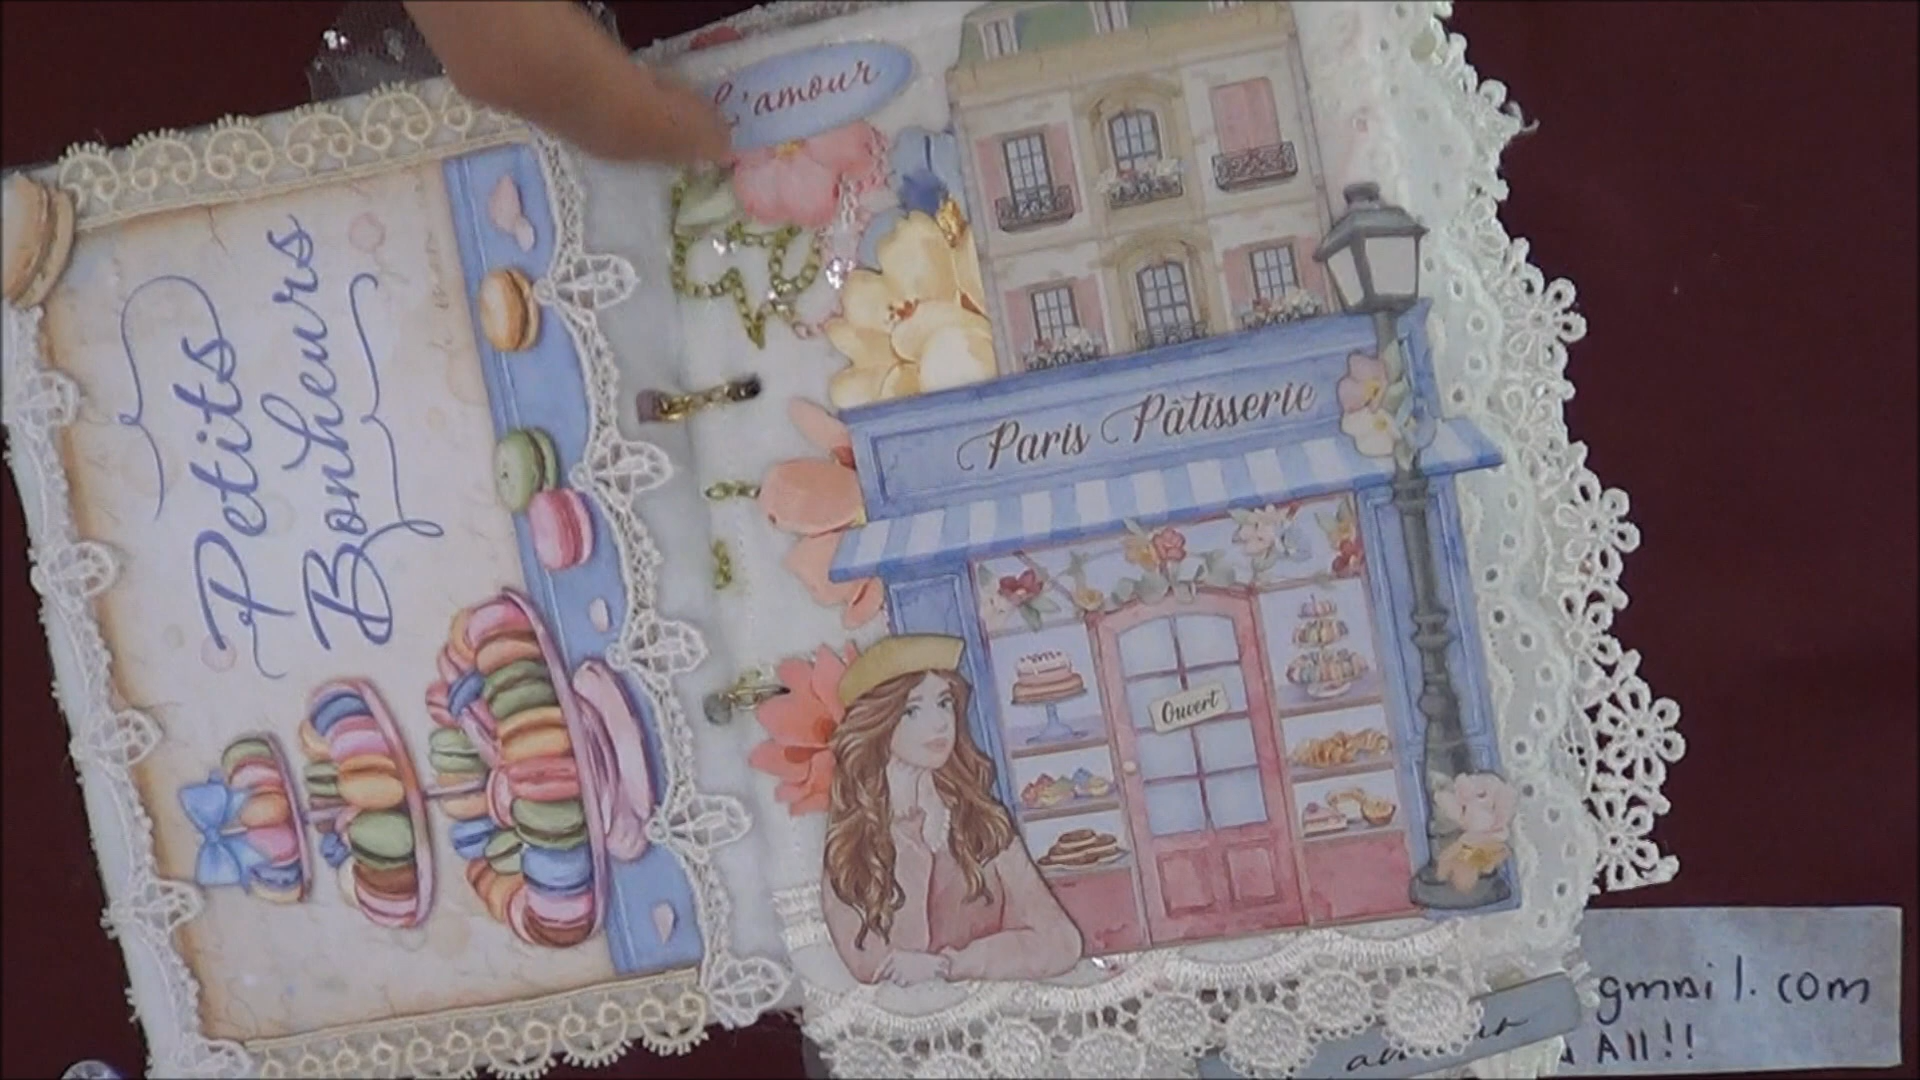 Petits
Bonheurs
L'amour
Paris Pâtisserie
Ouvert
gmail.com
All!!